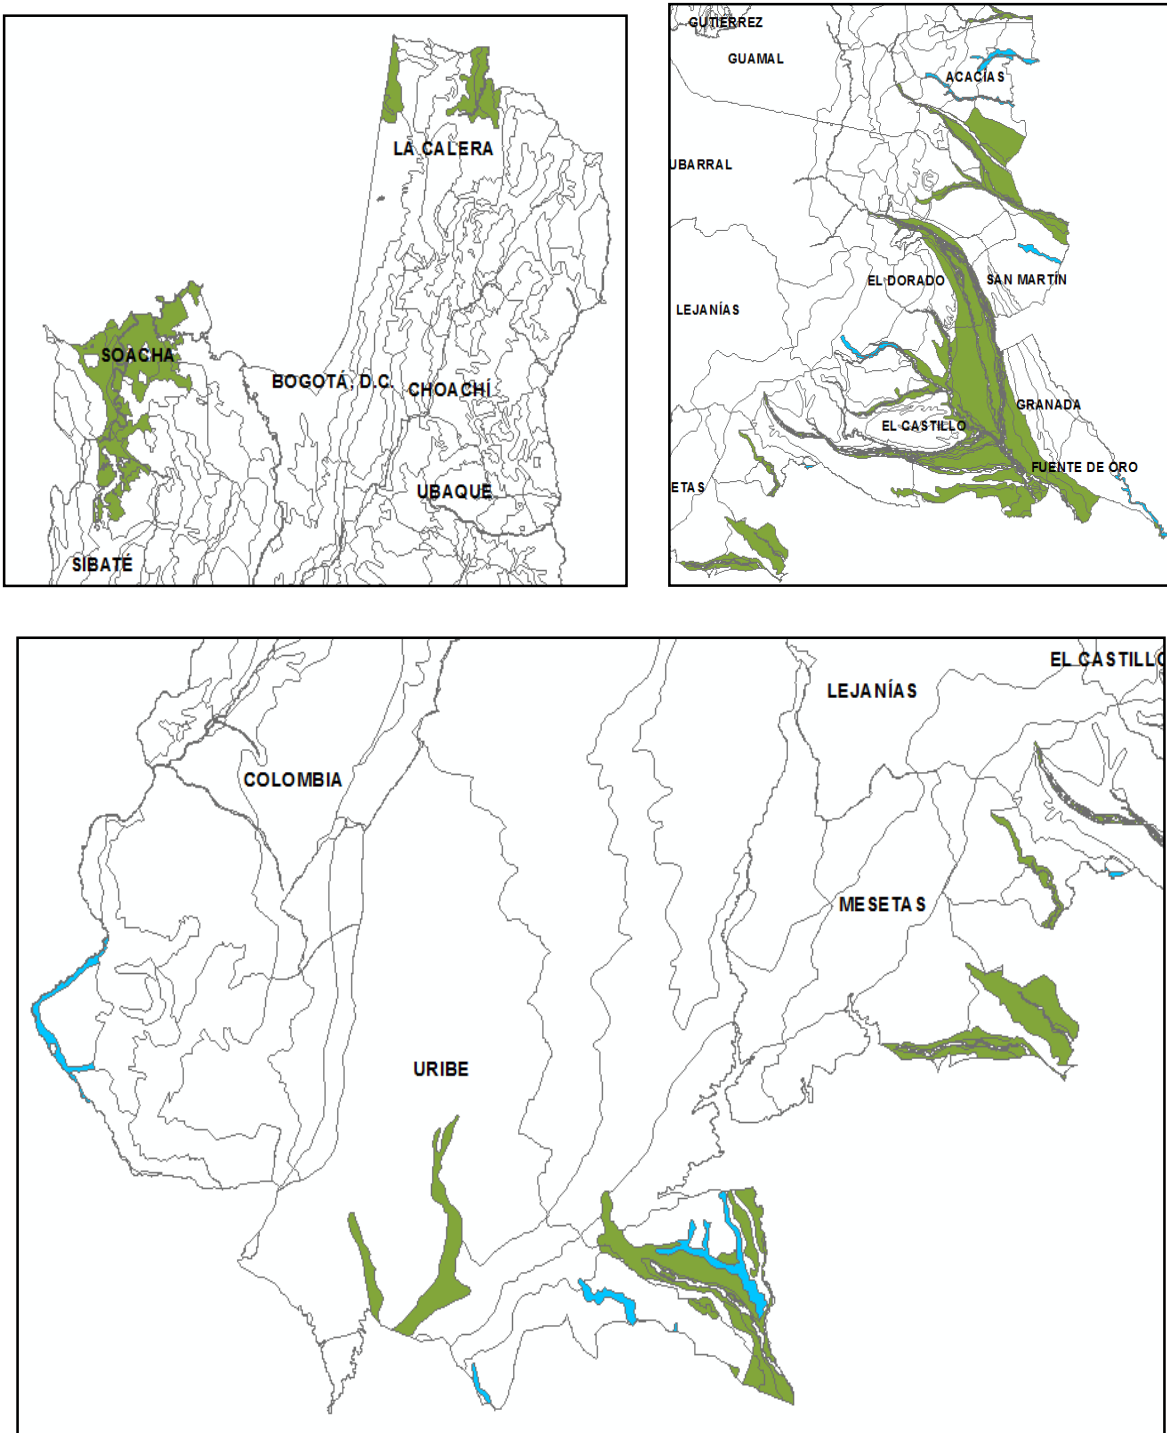 LA CALERA
SOACHA
BOGOTÁ, D.C.
CHOACHÍ
UBAQUE
SIBATÉ
GUTIÉRREZ
GUAMAL
ACACÍAS
UBARRAL
EL DORADO
SAN MARTÍN
LEJANÍAS
GRANADA
EL CASTILLO
FUENTE DE ORO
ETAS
EL CASTILLO
LEJANÍAS
COLOMBIA
MESETAS
URIBE